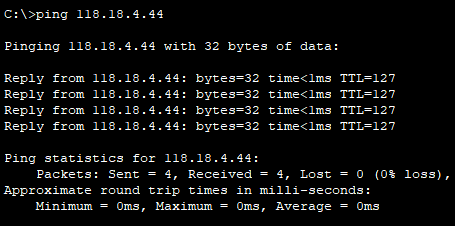 C:\>ping 118.18.4.44
Pinging 118.18.4.44 with 32 bytes of data:
Reply from 118.18.4.44: bytes=32 time<1ms TTL=127
Reply from 118.18.4.44: bytes=32 time<1ms TTL=127
Reply from 118.18.4.44: bytes=32 time<1ms TTL=127
Reply from 118.18.4.44: bytes=32 time<1ms TTL=127
Ping statistics for 118.18.4.44:
Packets: Sent = 4, Received = 4, Lost = 0 (0% loss),
Approximate round trip times in milli-seconds:
Minimum = 0ms, Maximum = 0ms, Average = 0ms